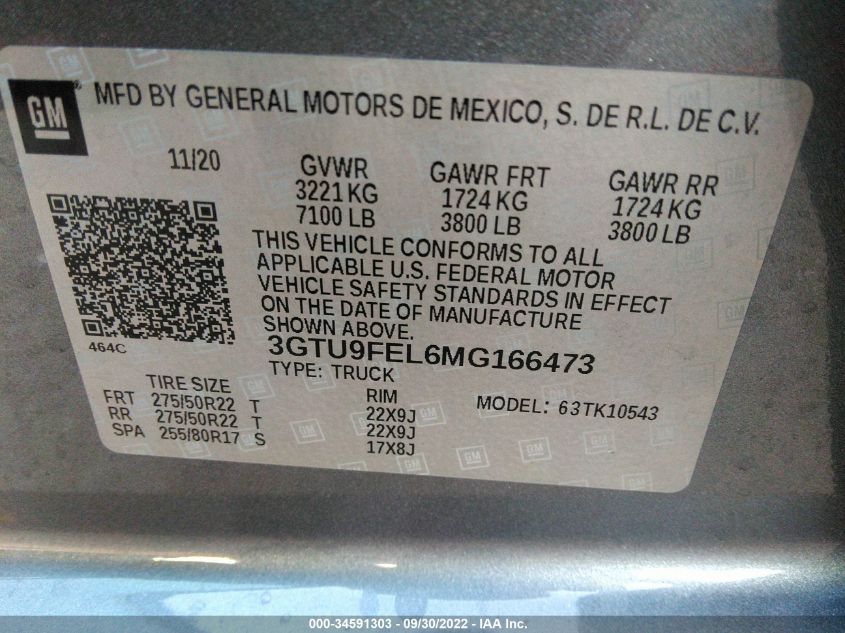 GM ® MFD BY GENERAL MOTORS DE MEXICO, S. DE R.L. DE C.V.
11/20 GVWR GAWR FRT GAWR RR
3221 KG 1724 KG 1724 KG
7100 LB 3800 LB 3800 LB
THIS VEHICLE CONFORMS TO ALL
APPLICABLE U.S. FEDERAL MOTOR
VEHICLE SAFETY STANDARDS IN EFFECT
ON THE DATE OF MANUFACTURE
SHOWN ABOVE.
464C 3GTU9FEL6MG166473
TYPE: TRUCK
TIRE SIZE RIM MODEL: 63TK10543
FRT 275/50R22 T 22X9J
RR 275/50R22 T 22X9J
SPA 255/80R17 S 17X8J
000-34591303 - 09/30/2022 - IAA Inc.